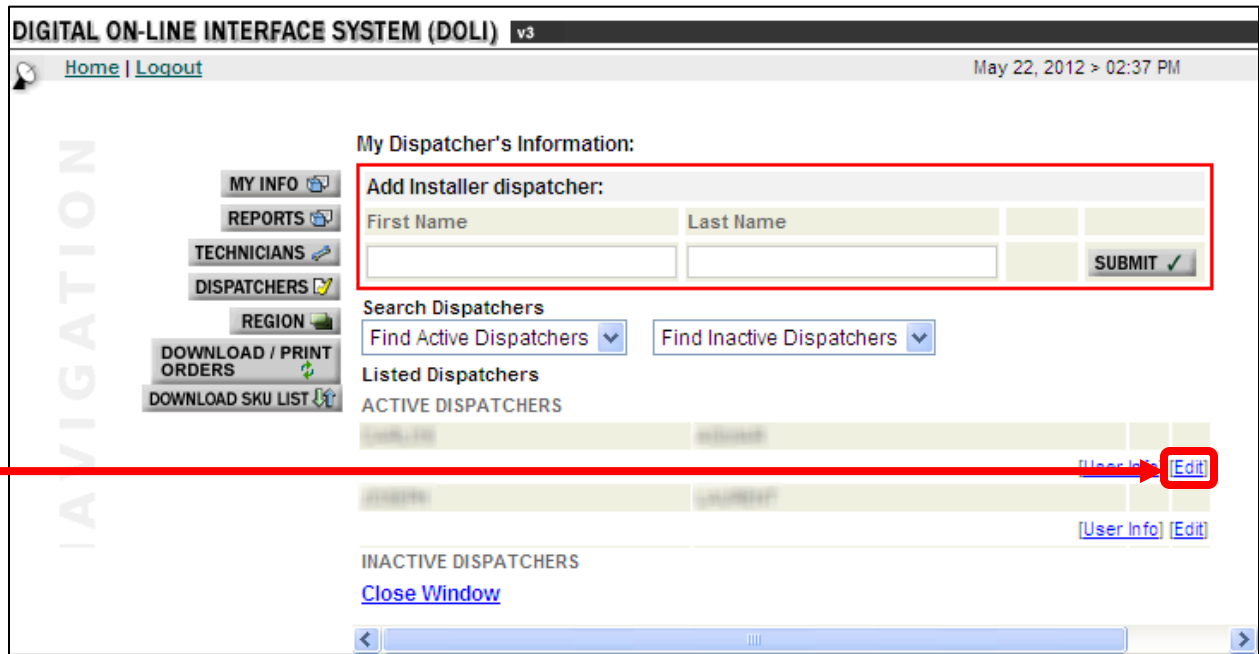 DIGITAL ON-LINE INTERFACE SYSTEM (DOLI) v3
Home | Logout May 22, 2012 > 02:37 PM
NAVIGATION
MY INFO
REPORTS
TECHNICIANS
DISPATCHERS
REGION
DOWNLOAD / PRINT
ORDERS
DOWNLOAD SKU LIST
My Dispatcher's Information:
Add Installer dispatcher:
First Name Last Name
SUBMIT ✓
Search Dispatchers
Find Active Dispatchers Find Inactive Dispatchers
Listed Dispatchers
ACTIVE DISPATCHERS
[User Info] [Edit]
[User Info] [Edit]
INACTIVE DISPATCHERS
Close Window